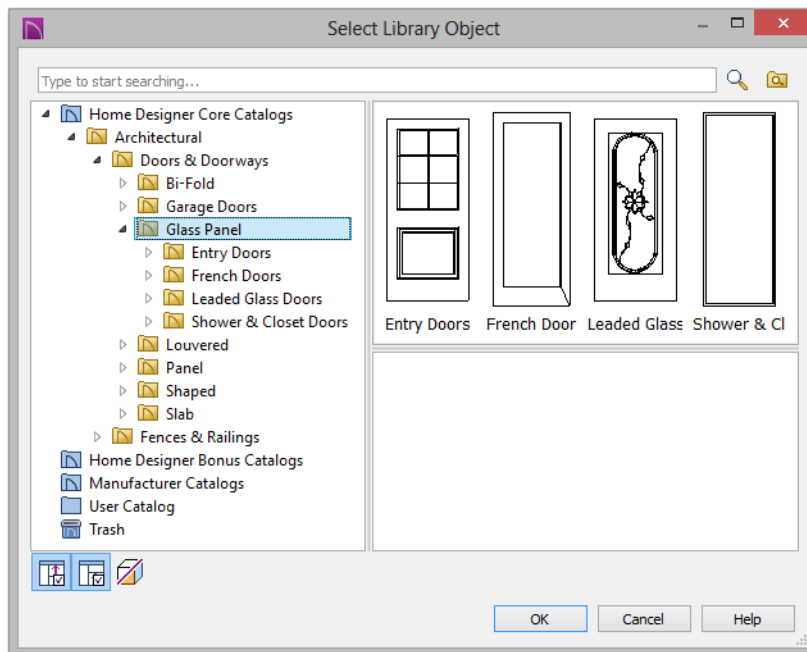 Select Library Object
Type to start searching...
Home Designer Core Catalogs
Architectural
Doors & Doorways
Bi-Fold
Garage Doors
Glass Panel
Entry Doors
French Doors
Leaded Glass Doors
Shower & Closet Doors
Louvered
Panel
Shaped
Slab
Fences & Railings
Home Designer Bonus Catalogs
Manufacturer Catalogs
User Catalog
Trash
Entry Doors French Door Leaded Glass Shower & Cl
OK Cancel Help